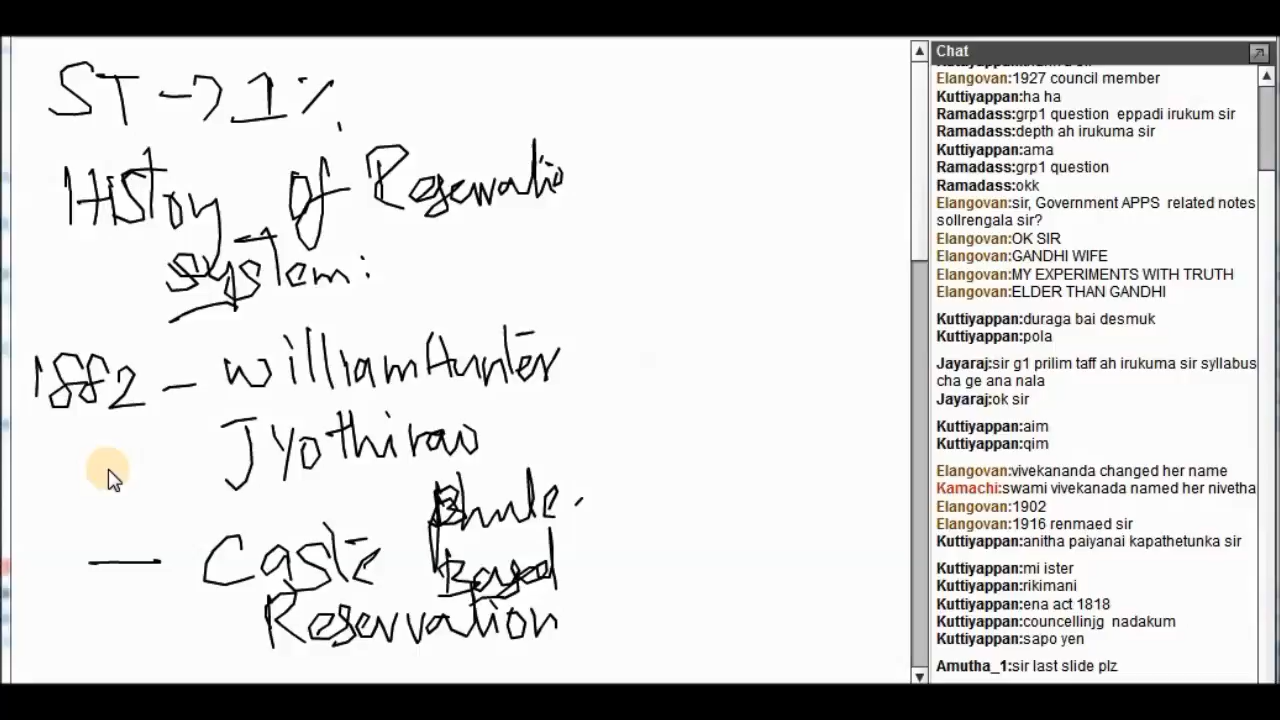 ST → 1%
History of Reservatio
system:
1882 - William Hunter
Jyothirao
Phule.
— Caste Based
Reservation
Chat
Elangovan:1927 council member
Kuttiyappan:ha ha
Ramadass:grp1 question eppadi irukum sir
Ramadass:depth ah irukuma sir
Kuttiyappan:ama
Ramadass:grp1 question
Ramadass:okk
Elangovan:sir, Government APPS related notes
sollrengala sir?
Elangovan:OK SIR
Elangovan:GANDHI WIFE
Elangovan:MY EXPERIMENTS WITH TRUTH
Elangovan:ELDER THAN GANDHI
Kuttiyappan:duraga bai desmuk
Kuttiyappan:pola
Jayaraj:sir g1 prilim taff ah irukuma sir syllabus
cha ge ana nala
Jayaraj:ok sir
Kuttiyappan:aim
Kuttiyappan:qim
Elangovan:vivekananda changed her name
Kamachi:swami vivekanada named her nivetha
Elangovan:1902
Elangovan:1916 renmaed sir
Kuttiyappan:anitha paiyanai kapathetunka sir
Kuttiyappan:mi ister
Kuttiyappan:rikimani
Kuttiyappan:ena act 1818
Kuttiyappan:councellinjg nadakum
Kuttiyappan:sapo yen
Amutha_1:sir last slide plz